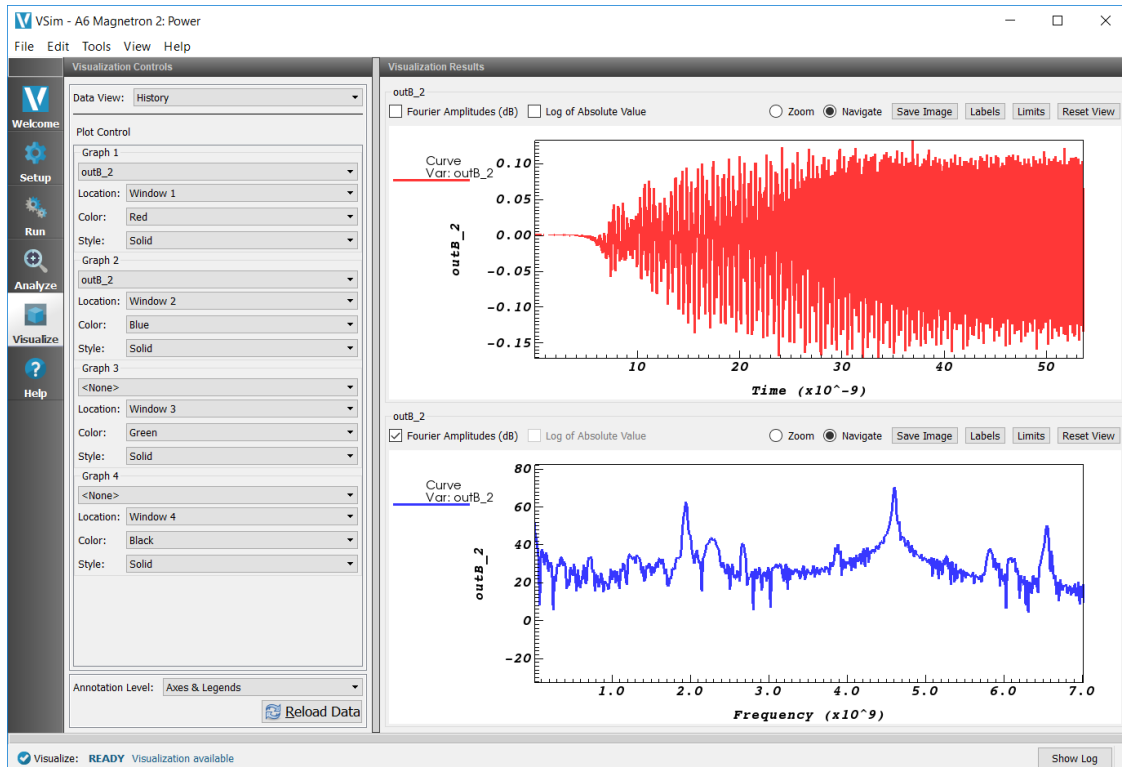 VSim - A6 Magnetron 2: Power
File Edit Tools View Help
Welcome
Setup
Run
Analyze
Visualize
Help
Visualization Controls
Data View: History
Plot Control
Graph 1
outB_2
Location: Window 1
Color: Red
Style: Solid
Graph 2
outB_2
Location: Window 2
Color: Blue
Style: Solid
Graph 3
<None>
Location: Window 3
Color: Green
Style: Solid
Graph 4
<None>
Location: Window 4
Color: Black
Style: Solid
Annotation Level: Axes & Legends
Reload Data
Visualization Results
outB_2
Fourier Amplitudes (dB) Log of Absolute Value Zoom Navigate Save Image Labels Limits Reset View
Curve
Var: outB_2
outB_2
0.10
0.05
0.00
-0.05
-0.10
-0.15
10 20 30 40 50
Time (x10^-9)
outB_2
Fourier Amplitudes (dB) Log of Absolute Value Zoom Navigate Save Image Labels Limits Reset View
Curve
Var: outB_2
outB_2
80
60
40
20
0
-20
1.0 2.0 3.0 4.0 5.0 6.0 7.0
Frequency (x10^9)
Visualize: READY Visualization available
Show Log